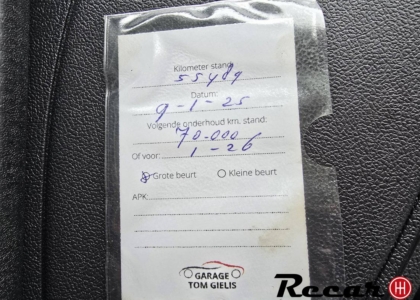 Kilometer stand:
55489
Datum:
9-1-25
Volgende onderhoud km. stand:
70.000
Of voor: 1-26
Grote beurt Kleine beurt
APK:
GARAGE
TOM GIELIS
Recar